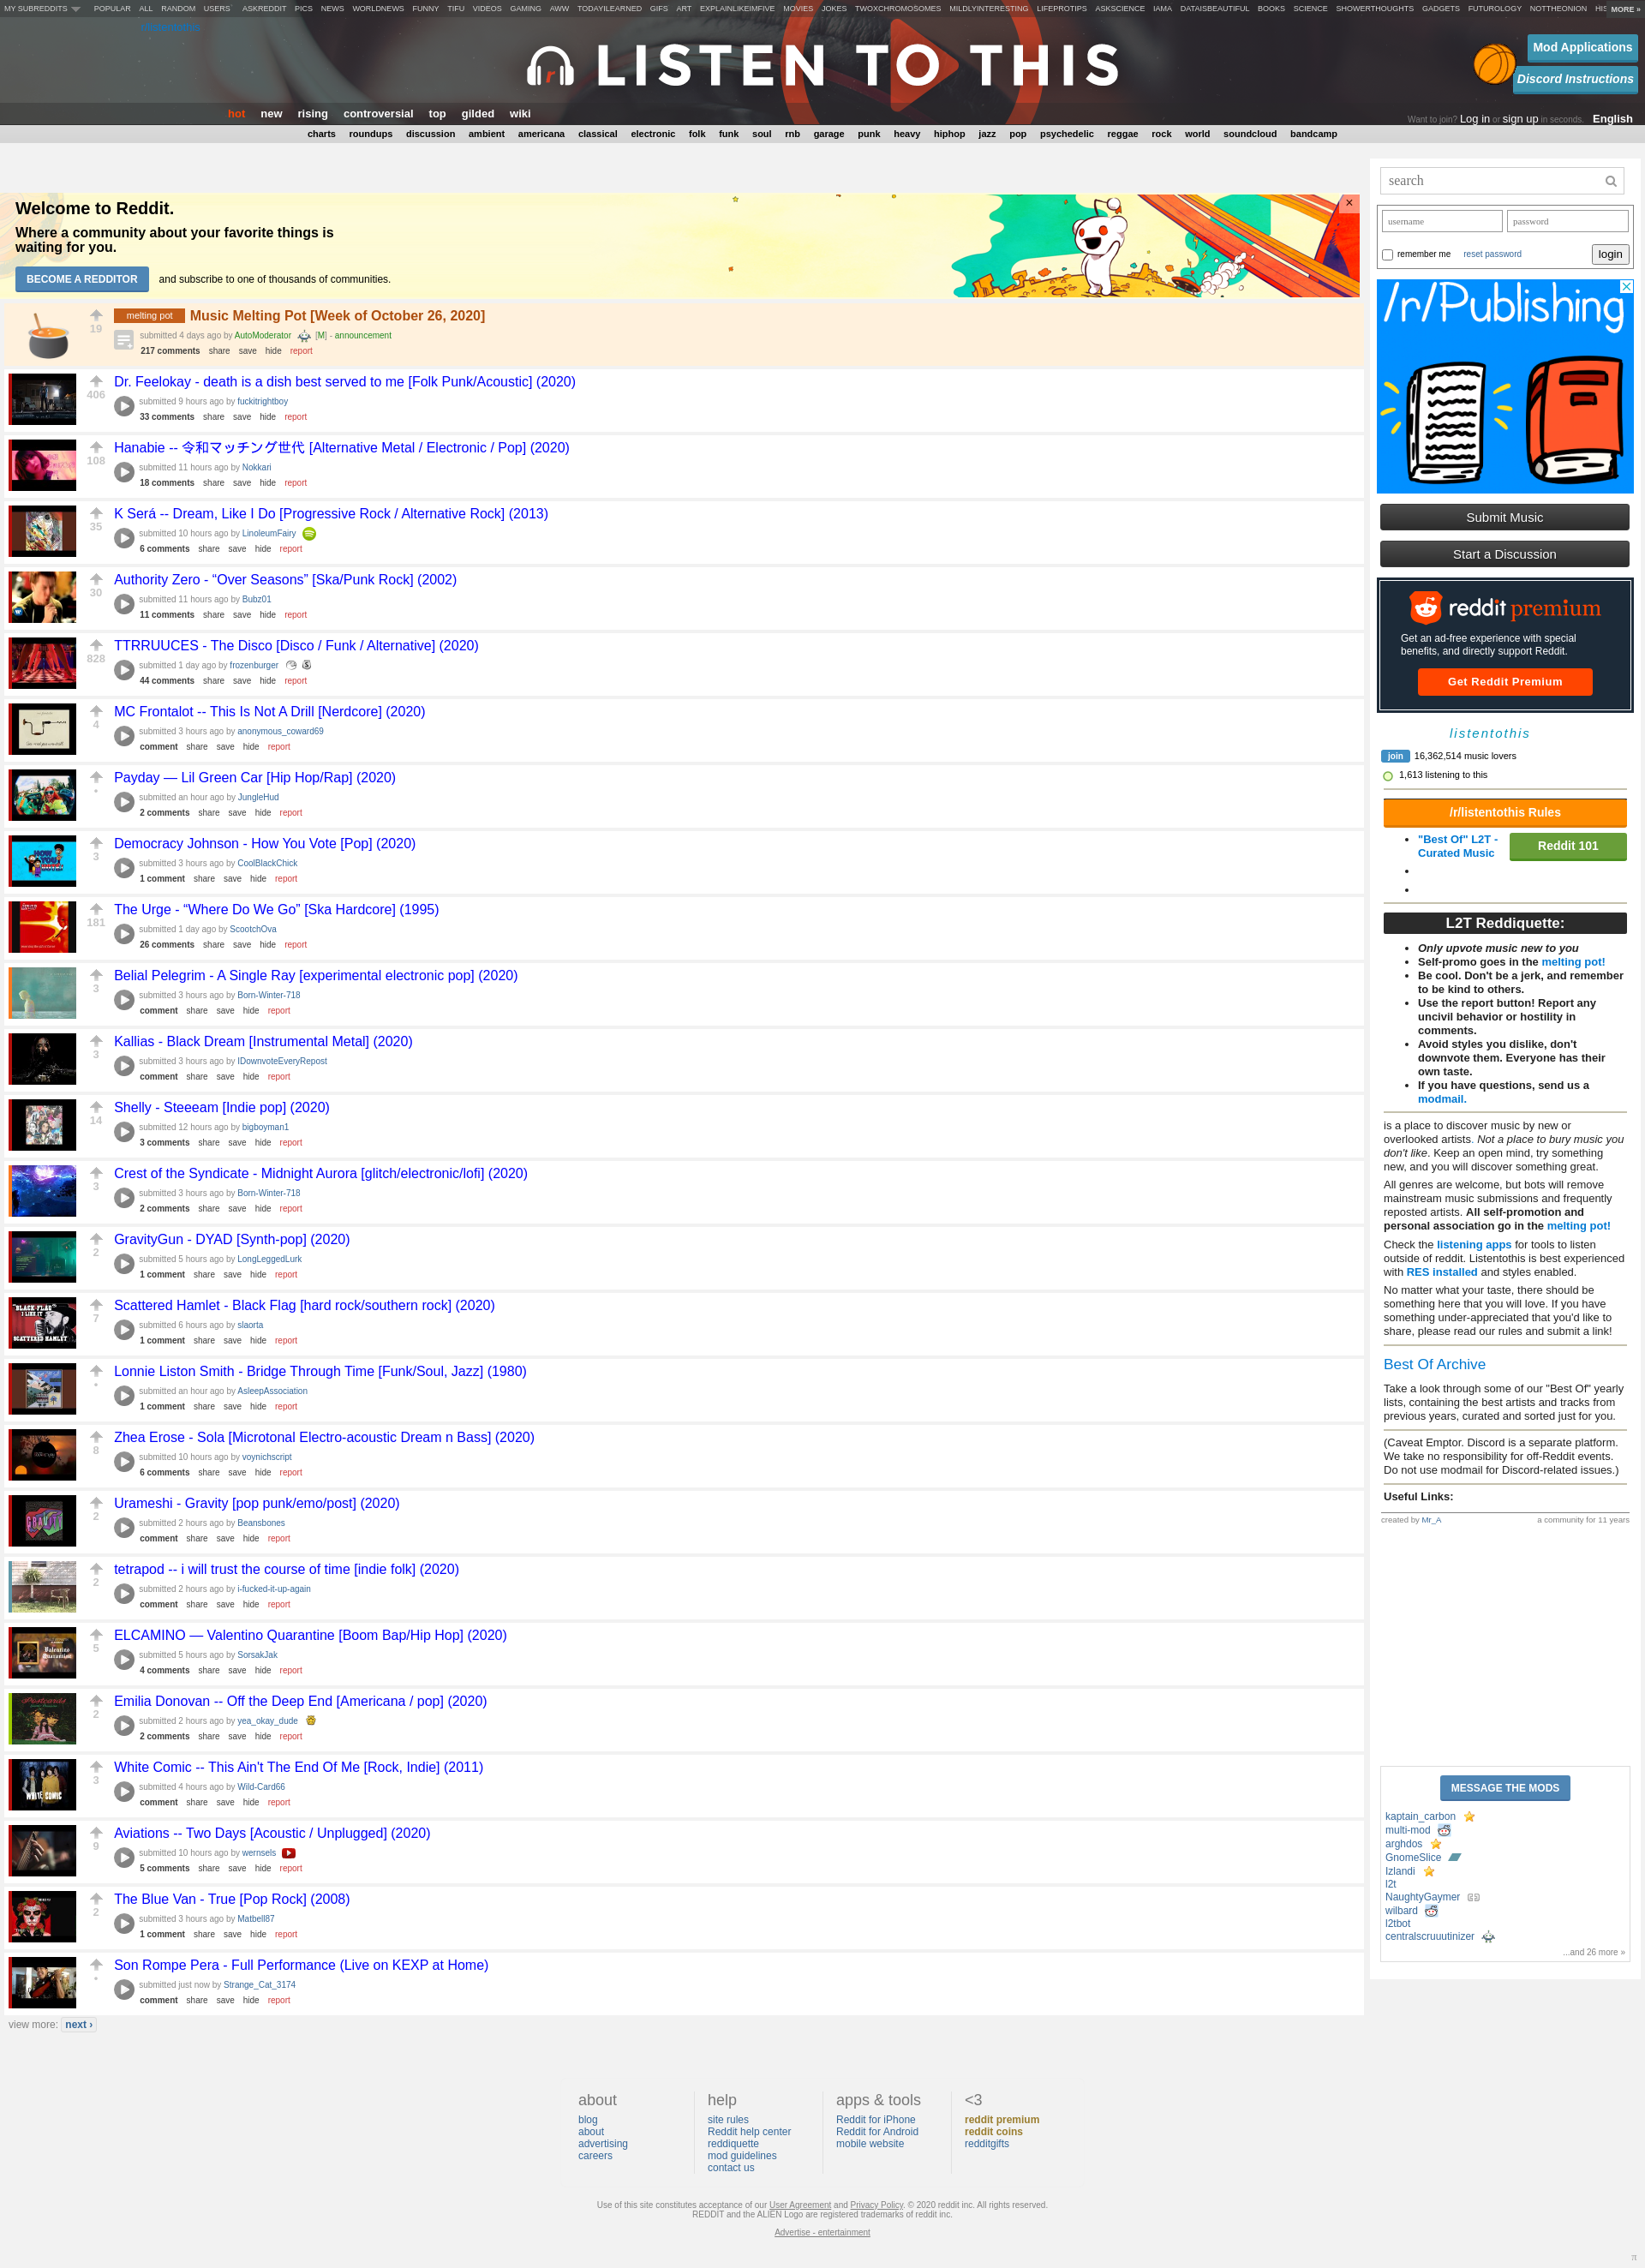 MY SUBREDDITS POPULAR ALL RANDOM USERS ASKREDDIT PICS NEWS WORLDNEWS FUNNY TIFU VIDEOS GAMING AWW TODAYILEARNED GIFS ART EXPLAINLIKEIMFIVE MOVIES JOKES TWOXCHROMOSOMES MILDLYINTERESTING LIFEPROTIPS ASKSCIENCE IAMA DATAISBEAUTIFUL BOOKS SCIENCE SHOWERTHOUGHTS GADGETS FUTUROLOGY NOTTHEONION HIS MORE »
LISTEN TO THIS
Mod Applications
Discord Instructions
hot new rising controversial top gilded wiki
Want to join? Log in or sign up in seconds. English
charts roundups discussion ambient americana classical electronic folk funk soul rnb garage punk heavy hiphop jazz pop psychedelic reggae rock world soundcloud bandcamp
Welcome to Reddit.
Where a community about your favorite things is
waiting for you.
BECOME A REDDITOR and subscribe to one of thousands of communities.
×
19
melting pot Music Melting Pot [Week of October 26, 2020]
submitted 4 days ago by AutoModerator [M] - announcement
217 comments share save hide report
406
Dr. Feelokay - death is a dish best served to me [Folk Punk/Acoustic] (2020)
submitted 9 hours ago by fuckitrightboy
33 comments share save hide report
108
Hanabie -- 令和マッチング世代 [Alternative Metal / Electronic / Pop] (2020)
submitted 11 hours ago by Nokkari
18 comments share save hide report
35
K Será -- Dream, Like I Do [Progressive Rock / Alternative Rock] (2013)
submitted 10 hours ago by LinoleumFairy
6 comments share save hide report
30
Authority Zero - “Over Seasons” [Ska/Punk Rock] (2002)
submitted 11 hours ago by Bubz01
11 comments share save hide report
828
TTRRUUCES - The Disco [Disco / Funk / Alternative] (2020)
submitted 1 day ago by frozenburger
44 comments share save hide report
4
MC Frontalot -- This Is Not A Drill [Nerdcore] (2020)
submitted 3 hours ago by anonymous_coward69
comment share save hide report
•
Payday — Lil Green Car [Hip Hop/Rap] (2020)
submitted an hour ago by JungleHud
2 comments share save hide report
3
Democracy Johnson - How You Vote [Pop] (2020)
submitted 3 hours ago by CoolBlackChick
1 comment share save hide report
181
The Urge - “Where Do We Go” [Ska Hardcore] (1995)
submitted 1 day ago by ScootchOva
26 comments share save hide report
3
Belial Pelegrim - A Single Ray [experimental electronic pop] (2020)
submitted 3 hours ago by Born-Winter-718
comment share save hide report
3
Kallias - Black Dream [Instrumental Metal] (2020)
submitted 3 hours ago by IDownvoteEveryRepost
comment share save hide report
14
Shelly - Steeeam [Indie pop] (2020)
submitted 12 hours ago by bigboyman1
3 comments share save hide report
3
Crest of the Syndicate - Midnight Aurora [glitch/electronic/lofi] (2020)
submitted 3 hours ago by Born-Winter-718
2 comments share save hide report
2
GravityGun - DYAD [Synth-pop] (2020)
submitted 5 hours ago by LongLeggedLurk
1 comment share save hide report
7
Scattered Hamlet - Black Flag [hard rock/southern rock] (2020)
submitted 6 hours ago by slaorta
1 comment share save hide report
•
Lonnie Liston Smith - Bridge Through Time [Funk/Soul, Jazz] (1980)
submitted an hour ago by AsleepAssociation
1 comment share save hide report
8
Zhea Erose - Sola [Microtonal Electro-acoustic Dream n Bass] (2020)
submitted 10 hours ago by voynichscript
6 comments share save hide report
2
Urameshi - Gravity [pop punk/emo/post] (2020)
submitted 2 hours ago by Beansbones
comment share save hide report
2
tetrapod -- i will trust the course of time [indie folk] (2020)
submitted 2 hours ago by i-fucked-it-up-again
comment share save hide report
5
ELCAMINO — Valentino Quarantine [Boom Bap/Hip Hop] (2020)
submitted 5 hours ago by SorsakJak
4 comments share save hide report
2
Emilia Donovan -- Off the Deep End [Americana / pop] (2020)
submitted 2 hours ago by yea_okay_dude
2 comments share save hide report
3
White Comic -- This Ain't The End Of Me [Rock, Indie] (2011)
submitted 4 hours ago by Wild-Card66
comment share save hide report
9
Aviations -- Two Days [Acoustic / Unplugged] (2020)
submitted 10 hours ago by wernsels
5 comments share save hide report
2
The Blue Van - True [Pop Rock] (2008)
submitted 3 hours ago by Matbell87
1 comment share save hide report
•
Son Rompe Pera - Full Performance (Live on KEXP at Home)
submitted just now by Strange_Cat_3174
comment share save hide report
view more: next ›
search
username password
remember me reset password login
/r/Publishing
Submit Music
Start a Discussion
reddit premium
Get an ad-free experience with special
benefits, and directly support Reddit.
Get Reddit Premium
listentothis
join 16,362,514 music lovers
1,613 listening to this
/r/listentothis Rules
"Best Of" L2T -
Curated Music
Reddit 101
L2T Reddiquette:
Only upvote music new to you
Self-promo goes in the melting pot!
Be cool. Don't be a jerk, and remember
to be kind to others.
Use the report button! Report any
uncivil behavior or hostility in
comments.
Avoid styles you dislike, don't
downvote them. Everyone has their
own taste.
If you have questions, send us a
modmail.
is a place to discover music by new or
overlooked artists. Not a place to bury music you
don't like. Keep an open mind, try something
new, and you will discover something great.
All genres are welcome, but bots will remove
mainstream music submissions and frequently
reposted artists. All self-promotion and
personal association go in the melting pot!
Check the listening apps for tools to listen
outside of reddit. Listentothis is best experienced
with RES installed and styles enabled.
No matter what your taste, there should be
something here that you will love. If you have
something under-appreciated that you'd like to
share, please read our rules and submit a link!
Best Of Archive
Take a look through some of our "Best Of" yearly
lists, containing the best artists and tracks from
previous years, curated and sorted just for you.
(Caveat Emptor. Discord is a separate platform.
We take no responsibility for off-Reddit events.
Do not use modmail for Discord-related issues.)
Useful Links:
created by Mr_A a community for 11 years
MESSAGE THE MODS
kaptain_carbon
multi-mod
arghdos
GnomeSlice
Izlandi
l2t
NaughtyGaymer
wilbard
l2tbot
centralscruuutinizer
...and 26 more »
about
blog
about
advertising
careers
help
site rules
Reddit help center
reddiquette
mod guidelines
contact us
apps & tools
Reddit for iPhone
Reddit for Android
mobile website
<3
reddit premium
reddit coins
redditgifts
Use of this site constitutes acceptance of our User Agreement and Privacy Policy. © 2020 reddit inc. All rights reserved.
REDDIT and the ALIEN Logo are registered trademarks of reddit inc.
Advertise - entertainment
π